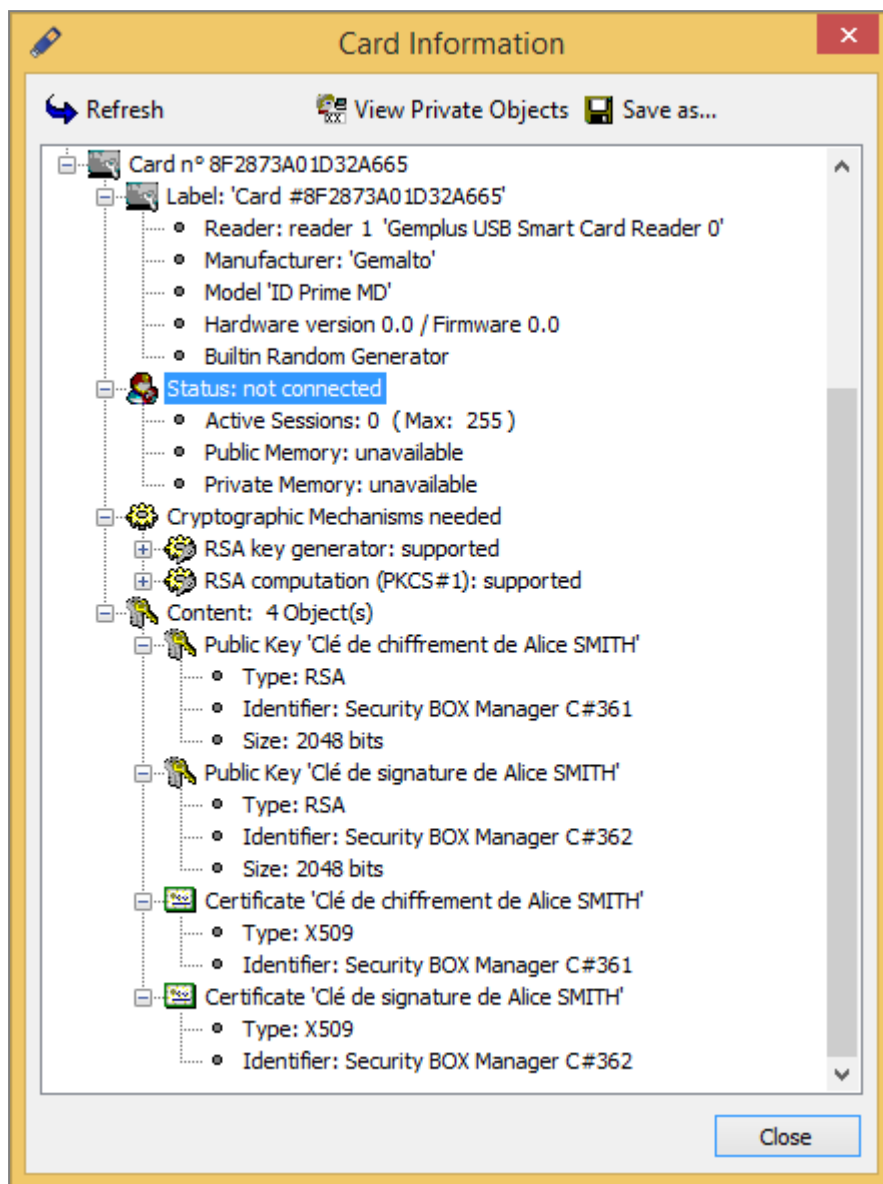 Card Information
Refresh View Private Objects Save as...
Card n° 8F2873A01D32A665
Label: 'Card #8F2873A01D32A665'
Reader: reader 1 'Gemplus USB Smart Card Reader 0'
Manufacturer: 'Gemalto'
Model 'ID Prime MD'
Hardware version 0.0 / Firmware 0.0
Builtin Random Generator
Status: not connected
Active Sessions: 0 ( Max: 255 )
Public Memory: unavailable
Private Memory: unavailable
Cryptographic Mechanisms needed
RSA key generator: supported
RSA computation (PKCS#1): supported
Content: 4 Object(s)
Public Key 'Clé de chiffrement de Alice SMITH'
Type: RSA
Identifier: Security BOX Manager C#361
Size: 2048 bits
Public Key 'Clé de signature de Alice SMITH'
Type: RSA
Identifier: Security BOX Manager C#362
Size: 2048 bits
Certificate 'Clé de chiffrement de Alice SMITH'
Type: X509
Identifier: Security BOX Manager C#361
Certificate 'Clé de signature de Alice SMITH'
Type: X509
Identifier: Security BOX Manager C#362
Close